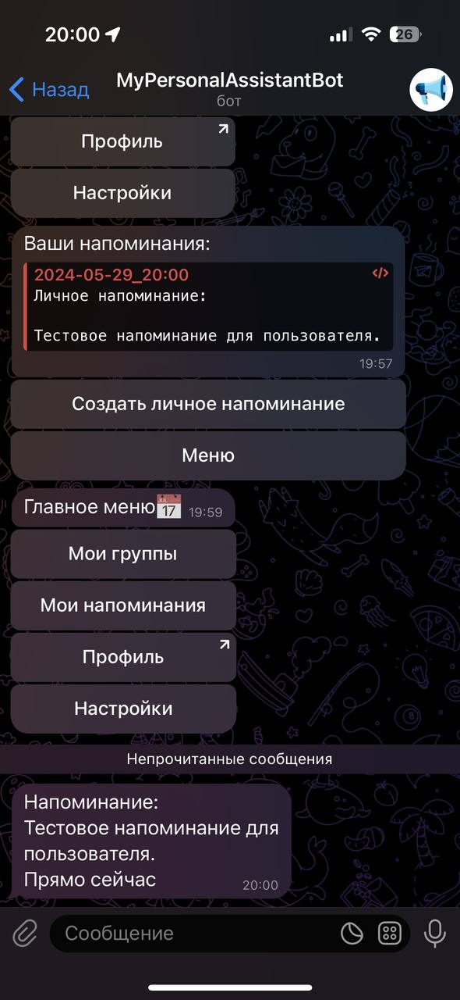 20:00
26
Назад
MyPersonalAssistantBot
бот
Профиль
Настройки
Ваши напоминания:
2024-05-29_20:00
Личное напоминание:
Тестовое напоминание для пользователя.
19:57
Создать личное напоминание
Меню
Главное меню
JUL
17
19:59
Мои группы
Мои напоминания
Профиль
Настройки
Непрочитанные сообщения
Напоминание:
Тестовое напоминание для
пользователя.
Прямо сейчас
20:00
Сообщение